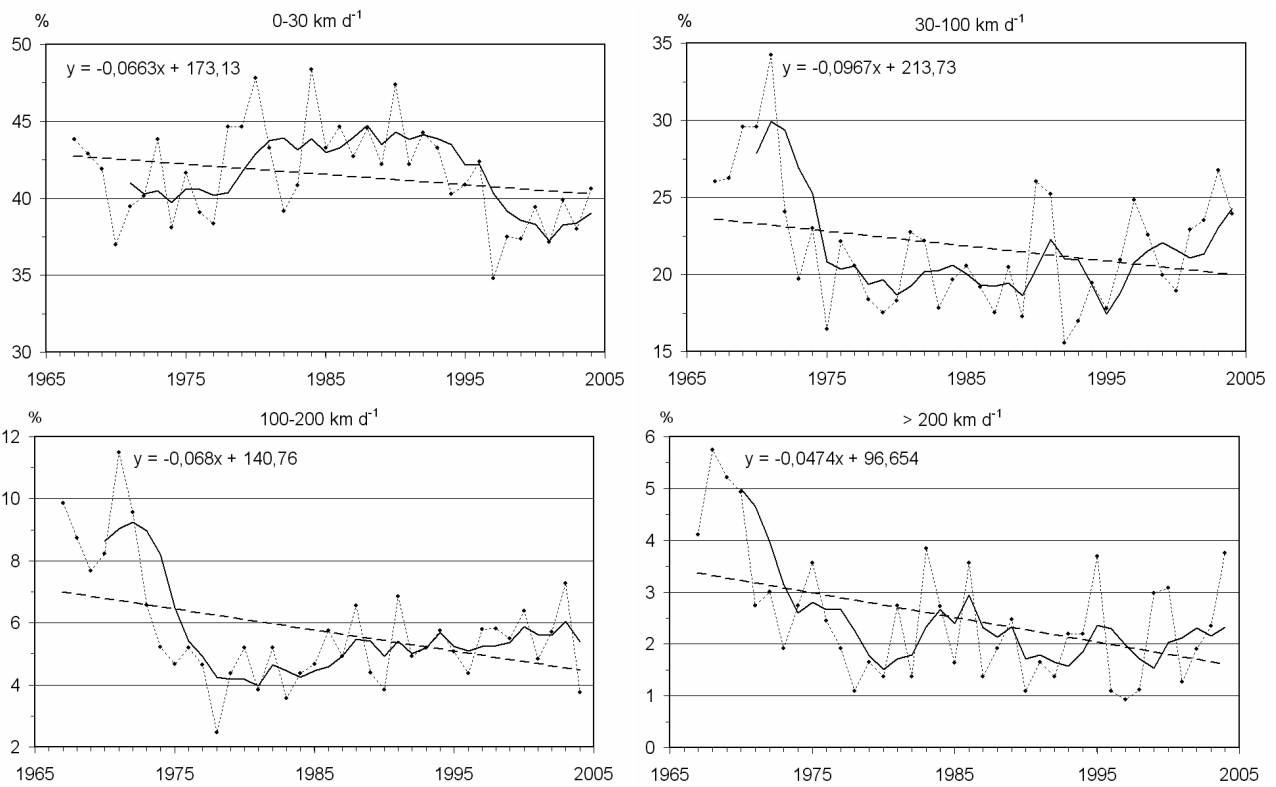 0-30 km d-1
%
y = -0,0663x + 173,13
50
45
40
35
30
1965 1975 1985 1995 2005
30-100 km d-1
%
y = -0,0967x + 213,73
35
30
25
20
15
1965 1975 1985 1995 2005
100-200 km d-1
%
y = -0,068x + 140,76
12
10
8
6
4
2
1965 1975 1985 1995 2005
> 200 km d-1
%
y = -0,0474x + 96,654
6
5
4
3
2
1
0
1965 1975 1985 1995 2005